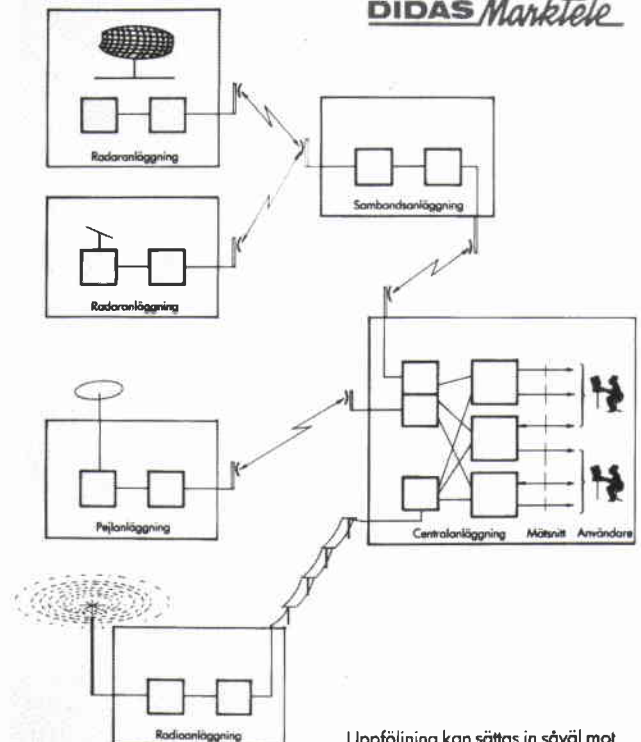 DIDAS Marktele
Radaranläggning
Sambandsanläggning
Radaranläggning
Pejlanläggning
Centralanläggning Mätsnitt Användare
Radioanläggning
Uppföljning kan sättas in såväl mot